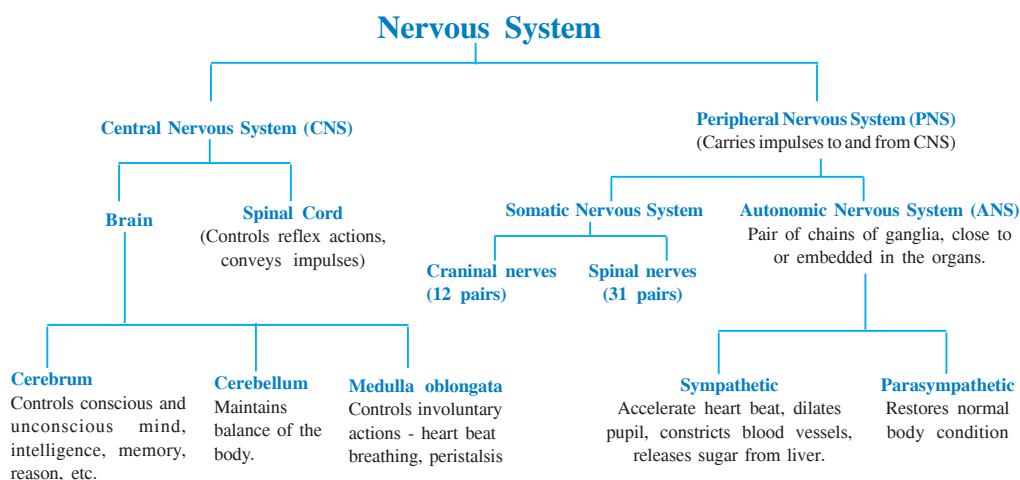 Nervous System
Central Nervous System (CNS)
Peripheral Nervous System (PNS)
(Carries impulses to and from CNS)
Brain
Spinal Cord
(Controls reflex actions,
conveys impulses)
Somatic Nervous System
Craninal nerves
(12 pairs)
Spinal nerves
(31 pairs)
Autonomic Nervous System (ANS)
Pair of chains of ganglia, close to
or embedded in the organs.
Cerebrum
Controls conscious and
unconscious mind,
intelligence, memory,
reason, etc.
Cerebellum
Maintains
balance of the
body.
Medulla oblongata
Controls involuntary
actions - heart beat
breathing, peristalsis
Sympathetic
Accelerate heart beat, dilates
pupil, constricts blood vessels,
releases sugar from liver.
Parasympathetic
Restores normal
body condition